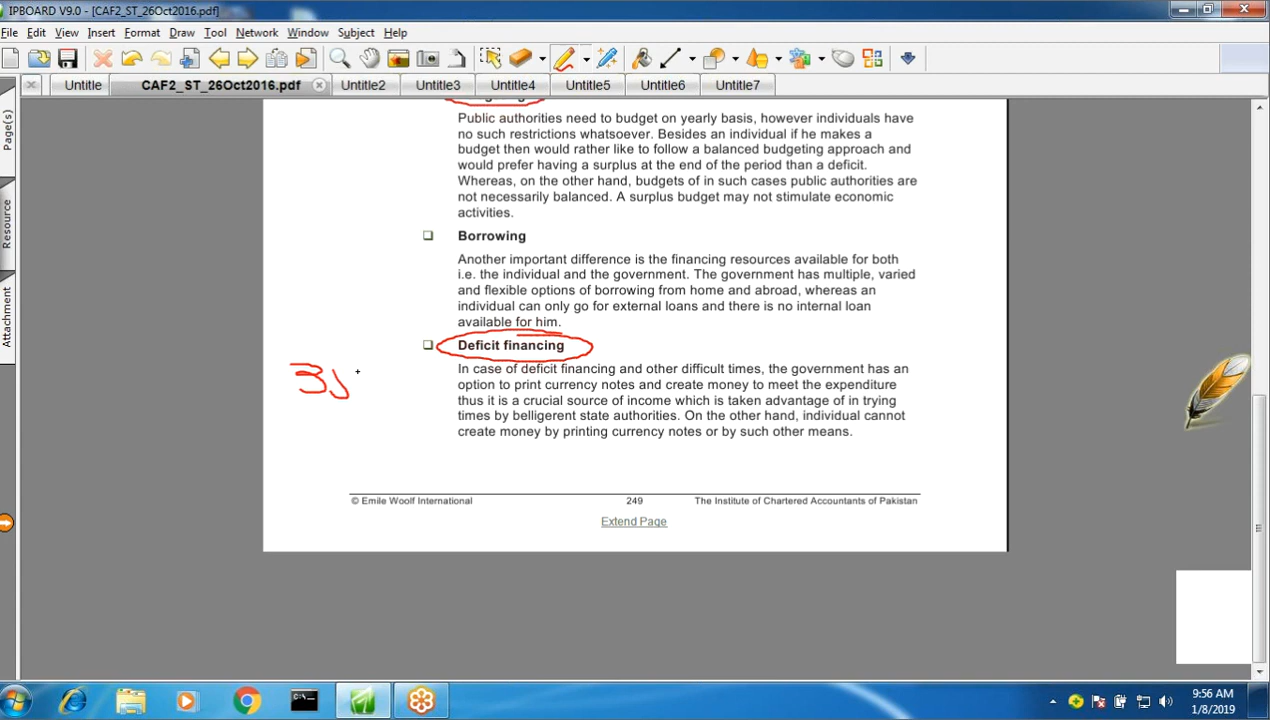 IPBOARD V9.0 - [CAF2_ST_26Oct2016.pdf]
File Edit View Insert Format Draw Tool Network Window Subject Help
Untitle CAF2_ST_26Oct2016.pdf Untitle2 Untitle3 Untitle4 Untitle5 Untitle6 Untitle7
Page(s)
Resource
Attachment
Public authorities need to budget on yearly basis, however individuals have
no such restrictions whatsoever. Besides an individual if he makes a
budget then would rather like to follow a balanced budgeting approach and
would prefer having a surplus at the end of the period than a deficit.
Whereas, on the other hand, budgets of in such cases public authorities are
not necessarily balanced. A surplus budget may not stimulate economic
activities.
Borrowing
Another important difference is the financing resources available for both
i.e. the individual and the government. The government has multiple, varied
and flexible options of borrowing from home and abroad, whereas an
individual can only go for external loans and there is no internal loan
available for him.
Deficit financing
In case of deficit financing and other difficult times, the government has an
option to print currency notes and create money to meet the expenditure
thus it is a crucial source of income which is taken advantage of in trying
times by belligerent state authorities. On the other hand, individual cannot
create money by printing currency notes or by such other means.
© Emile Woolf International 249 The Institute of Chartered Accountants of Pakistan
Extend Page
9:56 AM
1/8/2019